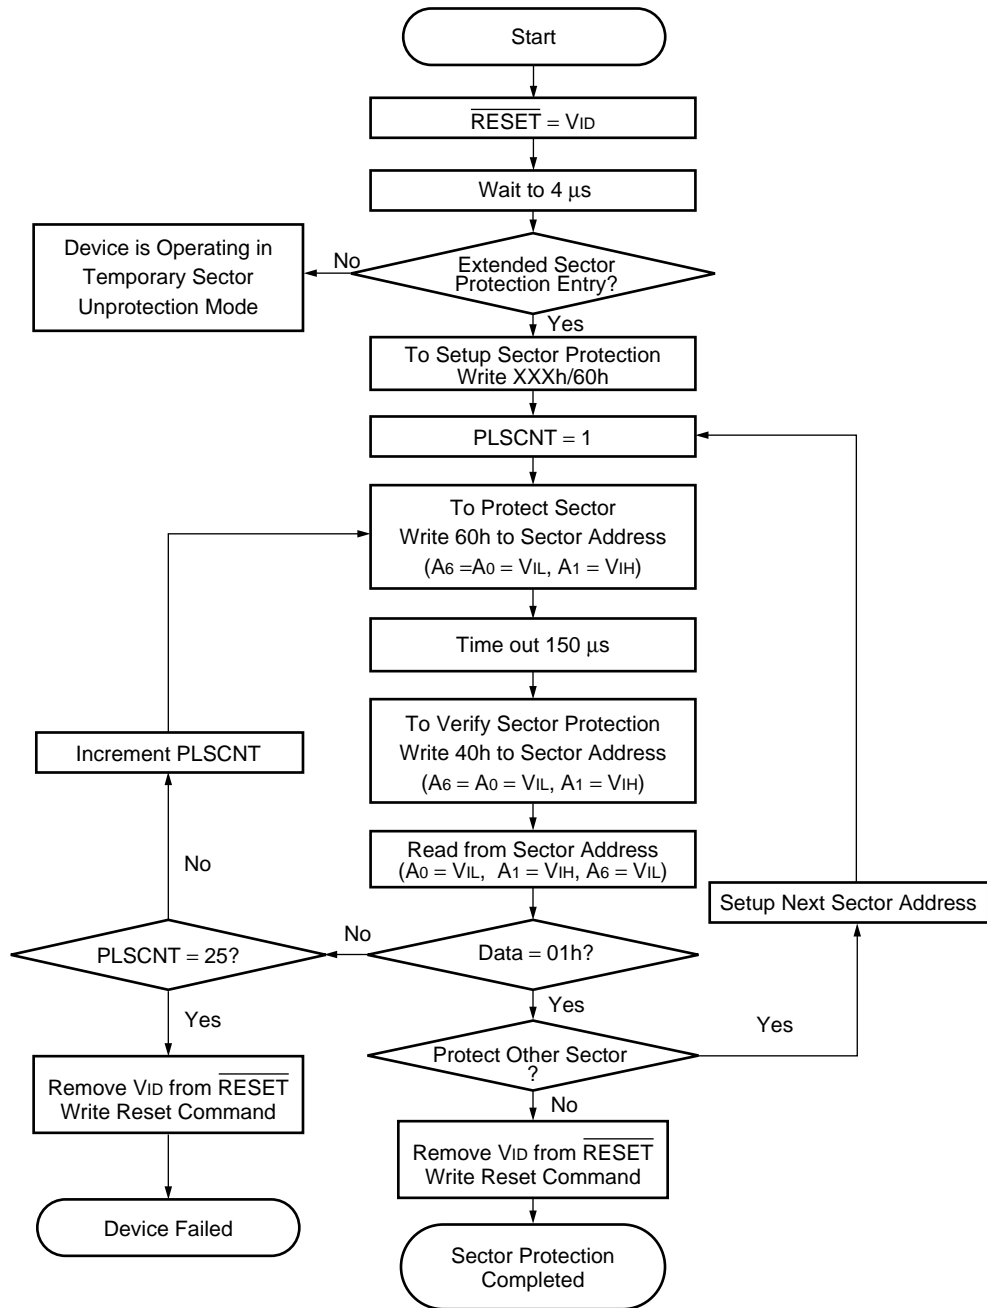 Start
RESET = VID
Wait to 4 μs
Device is Operating in
Temporary Sector
Unprotection Mode
No
Extended Sector
Protection Entry?
Yes
To Setup Sector Protection
Write XXXh/60h
PLSCNT = 1
To Protect Sector
Write 60h to Sector Address
(A6 =A0 = VIL, A1 = VIH)
Time out 150 μs
To Verify Sector Protection
Write 40h to Sector Address
(A6 = A0 = VIL, A1 = VIH)
Increment PLSCNT
Read from Sector Address
(A0 = VIL, A1 = VIH, A6 = VIL)
No
Setup Next Sector Address
PLSCNT = 25?
No
Data = 01h?
Yes
Yes
Yes
Protect Other Sector
?
Remove VID from RESET
Write Reset Command
No
Remove VID from RESET
Write Reset Command
Device Failed
Sector Protection
Completed